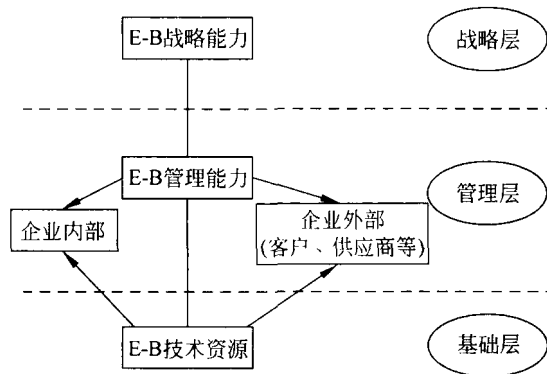 E-B战略能力
战略层
E-B管理能力
管理层
企业内部
企业外部
(客户、供应商等)
E-B技术资源
基础层